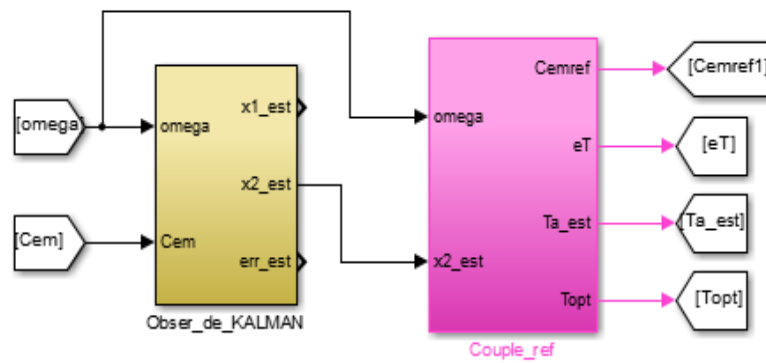 [omega]
[Cem]
omega
Cem
x1_est
x2_est
err_est
Obser_de_KALMAN
omega
x2_est
Cemref
eT
Ta_est
Topt
Couple_ref
[Cemref1]
[eT]
[Ta_est]
[Topt]